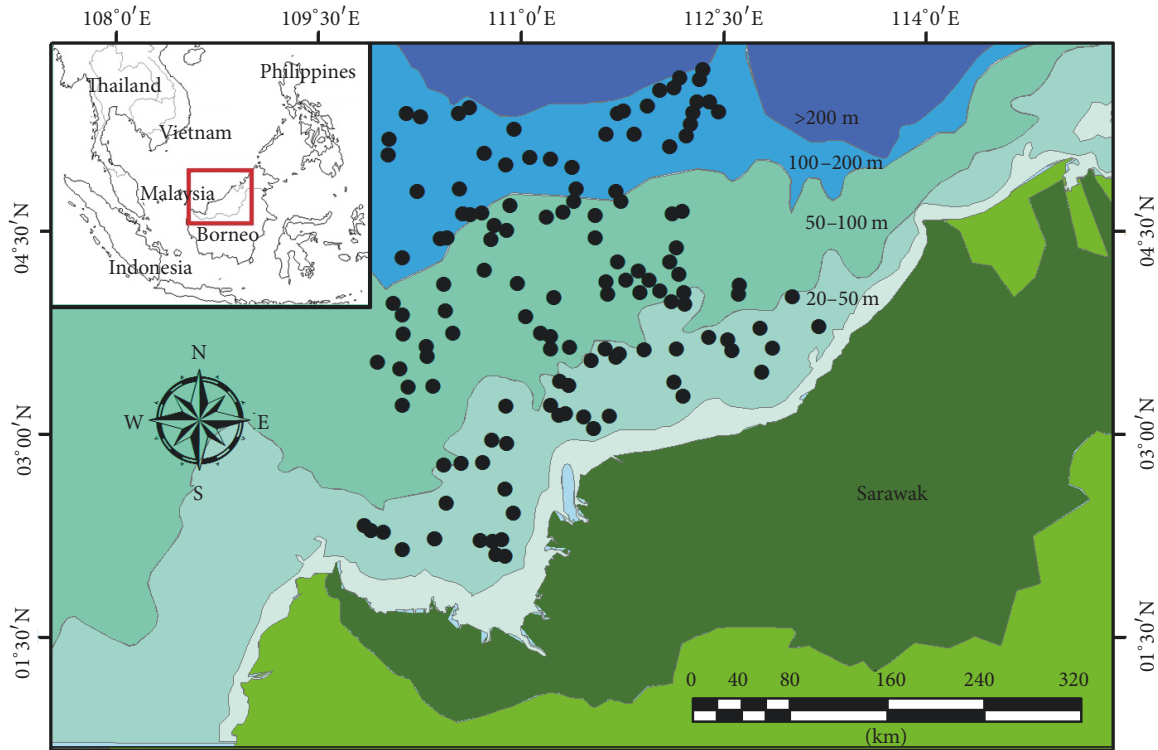 108°0′E 109°30′E 111°0′E 112°30′E 114°0′E
Philippines
Thailand
Vietnam
Malaysia
Borneo
Indonesia
>200 m
100–200 m
50–100 m
20–50 m
04°30′N 04°30′N
N
W E
S
03°00′N 03°00′N
Sarawak
01°30′N 01°30′N
0 40 80 160 240 320
(km)